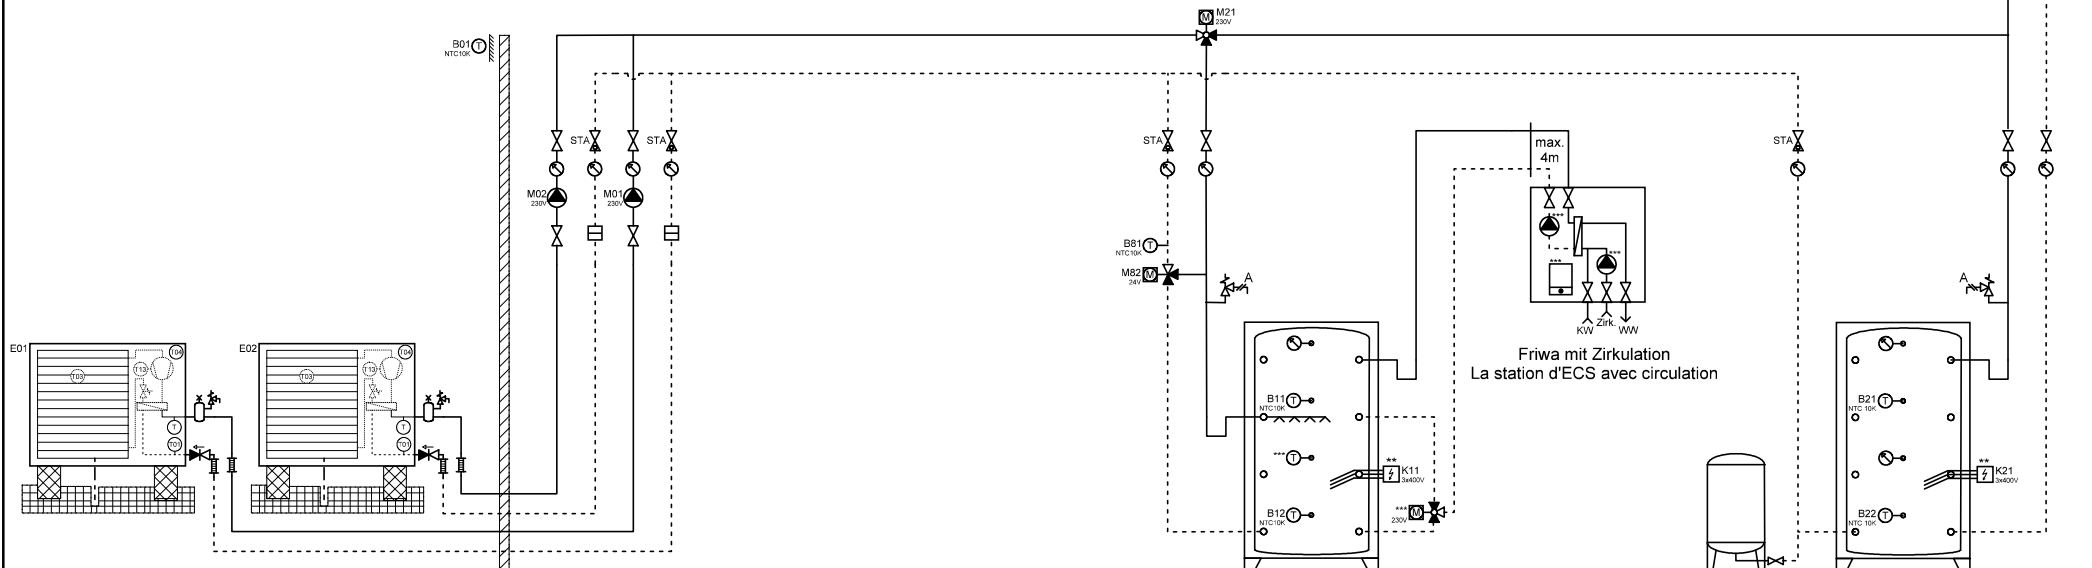 M21
230V
B01
NTC10K
STA
STA
STA
STA
max.
4m
M02
230V
M01
230V
***
***
***
B81
NTC10K
M82
24V
A
A
KW
Zirk.
WW
E01
T04
T13
T03
T
T01
E02
T04
T13
T03
T
T01
Friwa mit Zirkulation
La station d'ECS avec circulation
B11
NTC10K
***
**
K11
3x400V
B12
NTC10K
***
230V
B21
NTC 10K
**
K21
3x400V
B22
NTC 10K